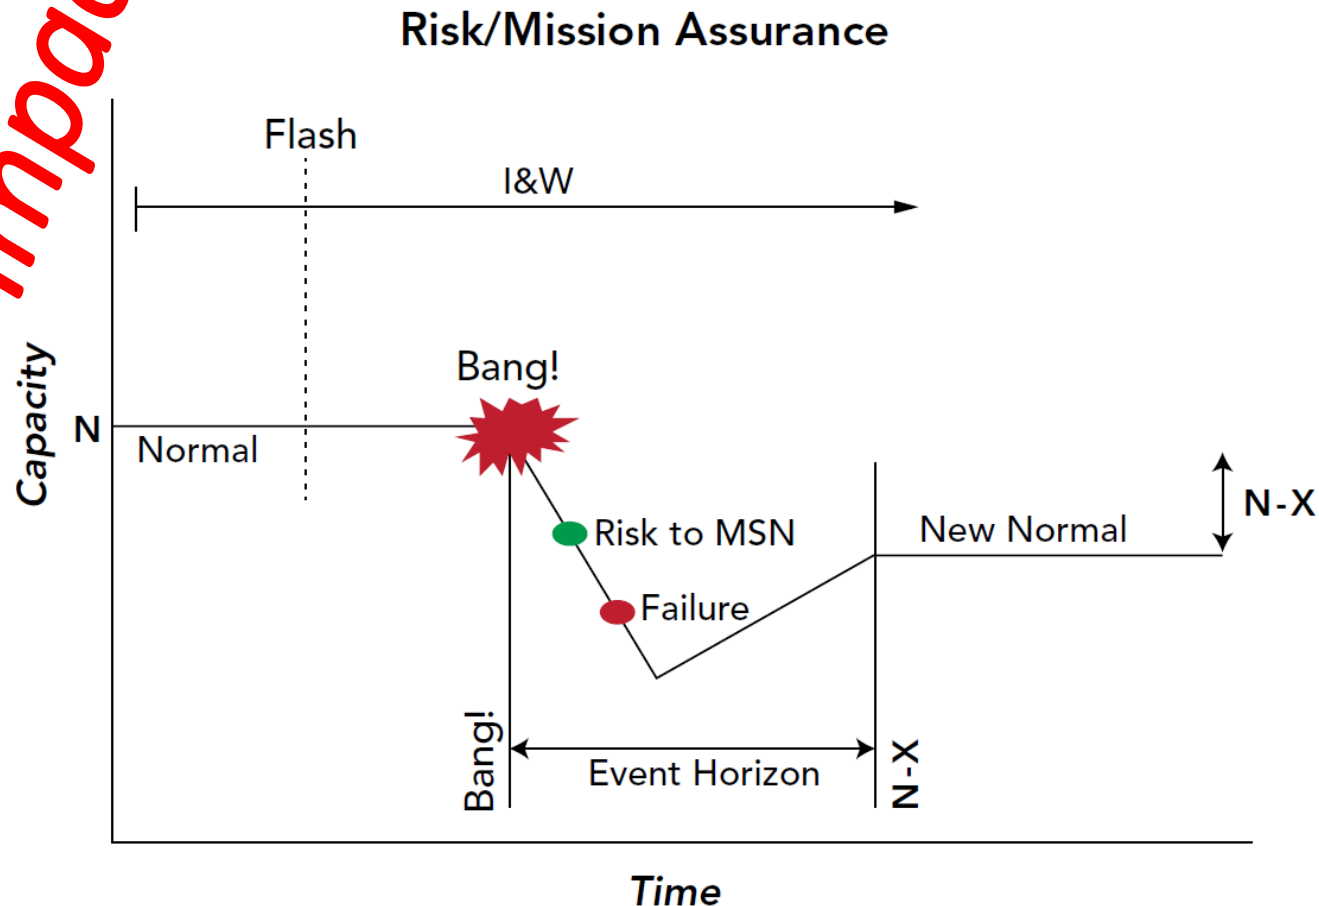 Risk/Mission Assurance
Flash
I&W
Bang!
Capacity
N
Normal
Risk to MSN
Failure
New Normal
N-X
Bang!
Event Horizon
N-X
Time